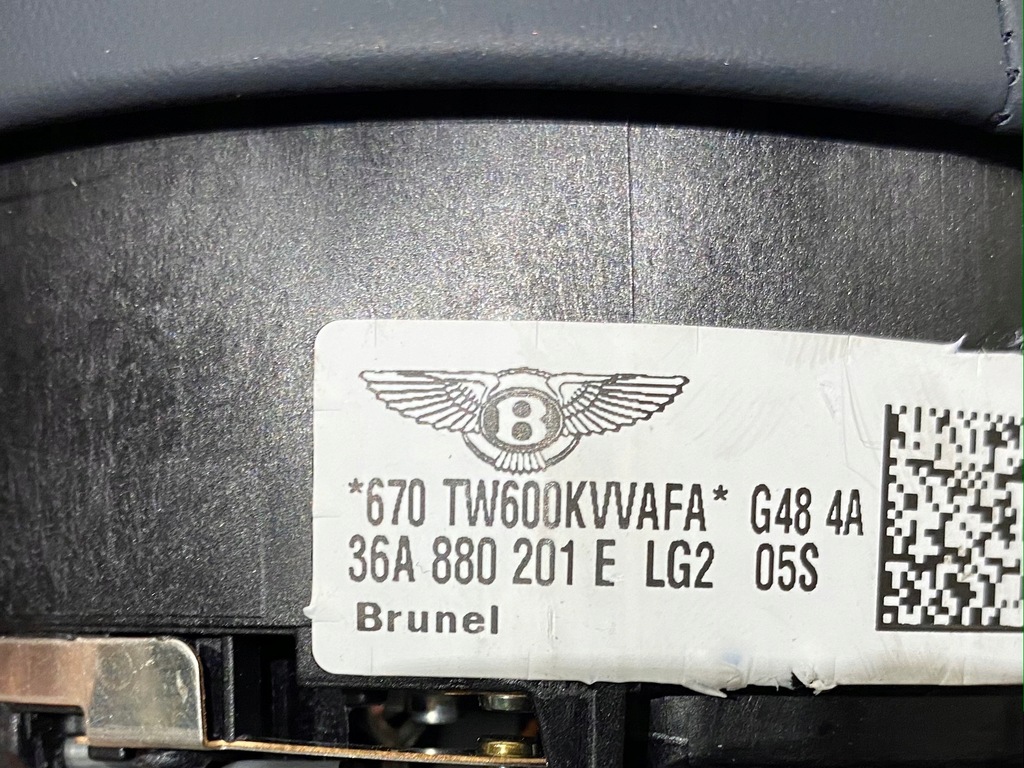 B
*670 TW600KVVAFA* G48 4A
36A 880 201 E LG2 05S
Brunel